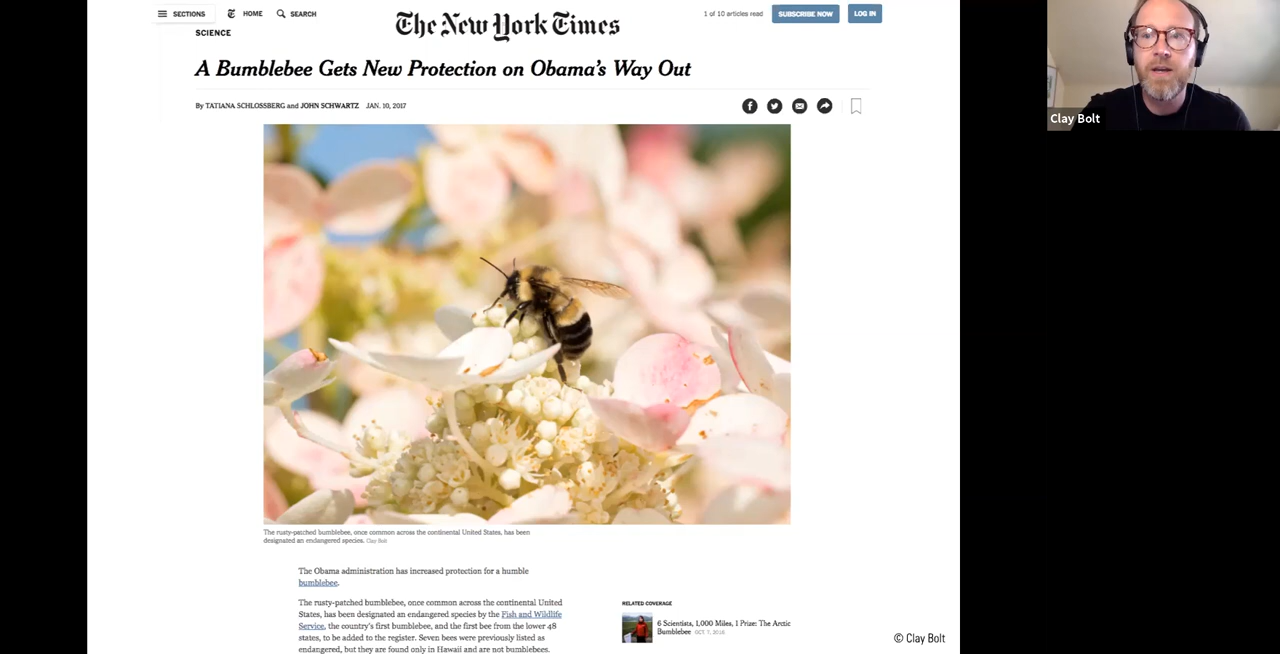 SECTIONS HOME SEARCH
The New York Times
1 of 10 articles read SUBSCRIBE NOW LOG IN
SCIENCE
A Bumblebee Gets New Protection on Obama's Way Out
By TATIANA SCHLOSSBERG and JOHN SCHWARTZ JAN. 10, 2017
Clay Bolt
The rusty-patched bumblebee, once common across the continental United States, has been
designated an endangered species. Clay Bolt
The Obama administration has increased protection for a humble
bumblebee.
The rusty-patched bumblebee, once common across the continental United
States, has been designated an endangered species by the Fish and Wildlife
Service, the country's first bumblebee, and the first bee from the lower 48
states, to be added to the register. Seven bees were previously listed as
endangered, but they are found only in Hawaii and are not bumblebees.
RELATED COVERAGE
6 Scientists, 1,000 Miles, 1 Prize: The Arctic
Bumblebee OCT. 7, 2016
© Clay Bolt